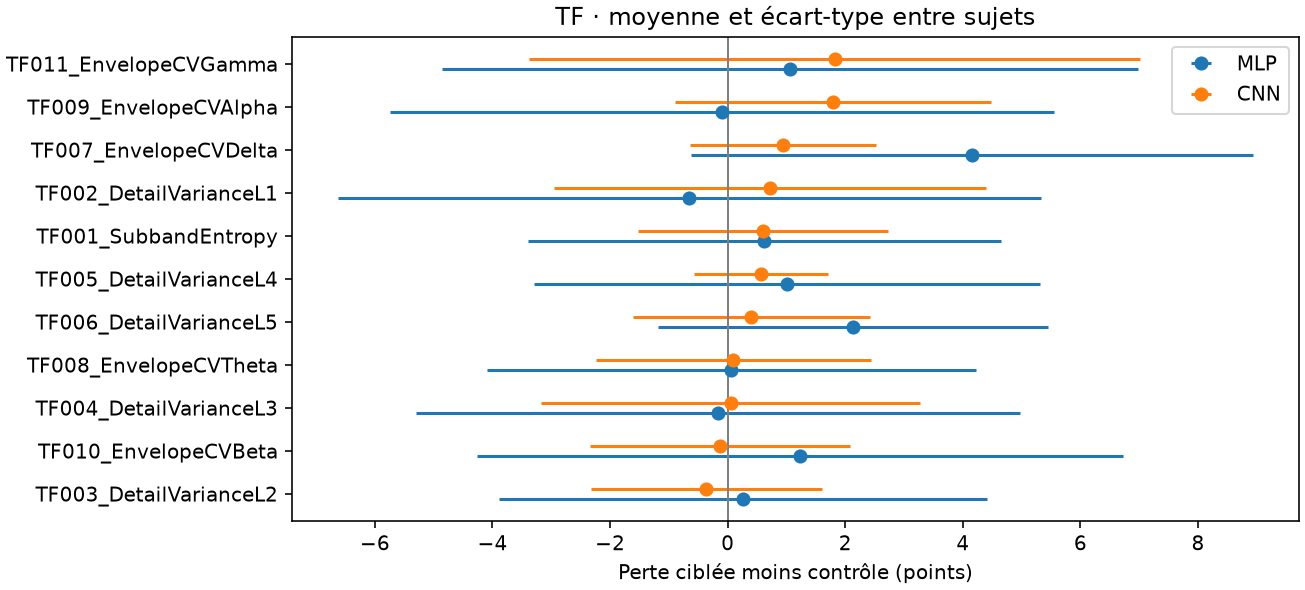 TF · moyenne et écart-type entre sujets
TF011_EnvelopeCVGamma
TF009_EnvelopeCVAlpha
TF007_EnvelopeCVDelta
TF002_DetailVarianceL1
TF001_SubbandEntropy
TF005_DetailVarianceL4
TF006_DetailVarianceL5
TF008_EnvelopeCVTheta
TF004_DetailVarianceL3
TF010_EnvelopeCVBeta
TF003_DetailVarianceL2
MLP
CNN
−6 −4 −2 0 2 4 6 8
Perte ciblée moins contrôle (points)